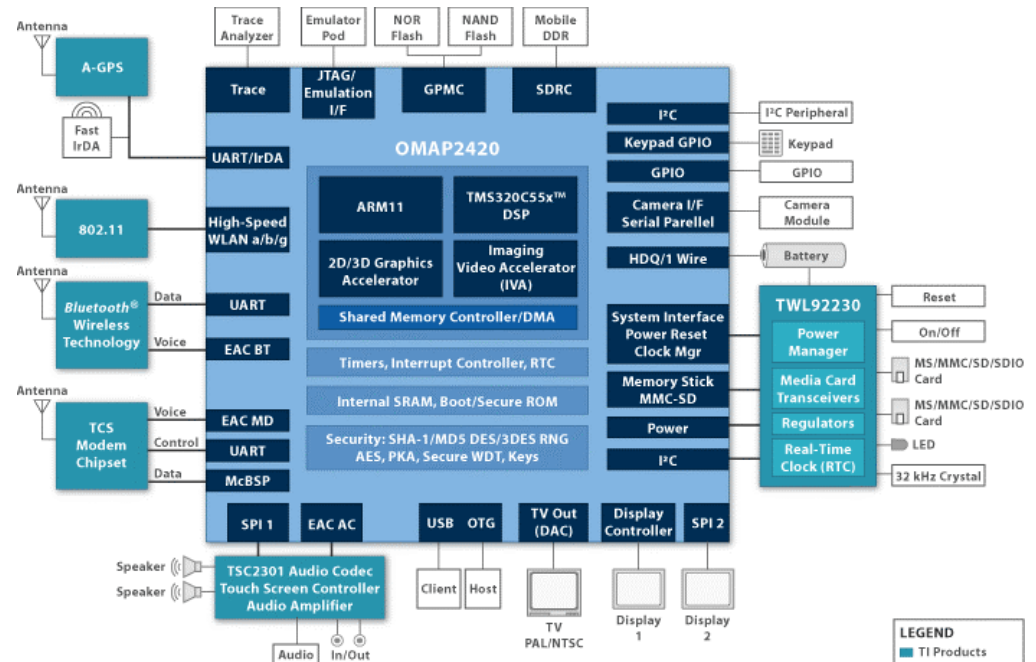 Trace
Analyzer
Emulator
Pod
NOR
Flash
NAND
Flash
Mobile
DDR
Antenna
A-GPS
Fast
IrDA
Antenna
802.11
Antenna
Bluetooth®
Wireless
Technology
Data
Voice
Antenna
TCS
Modem
Chipset
Voice
Control
Data
Trace
JTAG/
Emulation
I/F
GPMC
SDRC
OMAP2420
UART/IrDA
High-Speed
WLAN a/b/g
UART
EAC BT
EAC MD
UART
McBSP
ARM11
TMS320C55x™
DSP
2D/3D Graphics
Accelerator
Imaging
Video Accelerator
(IVA)
Shared Memory Controller/DMA
Timers, Interrupt Controller, RTC
Internal SRAM, Boot/Secure ROM
Security: SHA-1/MD5 DES/3DES RNG
AES, PKA, Secure WDT, Keys
I²C
Keypad GPIO
GPIO
Camera I/F
Serial Parellel
HDQ/1 Wire
System Interface
Power Reset
Clock Mgr
Memory Stick
MMC-SD
Power
I²C
I²C Peripheral
Keypad
GPIO
Camera
Module
Battery
TWL92230
Power
Manager
Media Card
Transceivers
Regulators
Real-Time
Clock (RTC)
Reset
On/Off
MS/MMC/SD/SDIO
Card
MS/MMC/SD/SDIO
Card
LED
32 kHz Crystal
SPI 1
EAC AC
USB OTG
TV Out
(DAC)
Display
Controller
SPI 2
Speaker
Speaker
TSC2301 Audio Codec
Touch Screen Controller
Audio Amplifier
Audio
In/Out
Client
Host
TV
PAL/NTSC
Display
1
Display
2
LEGEND
TI Products